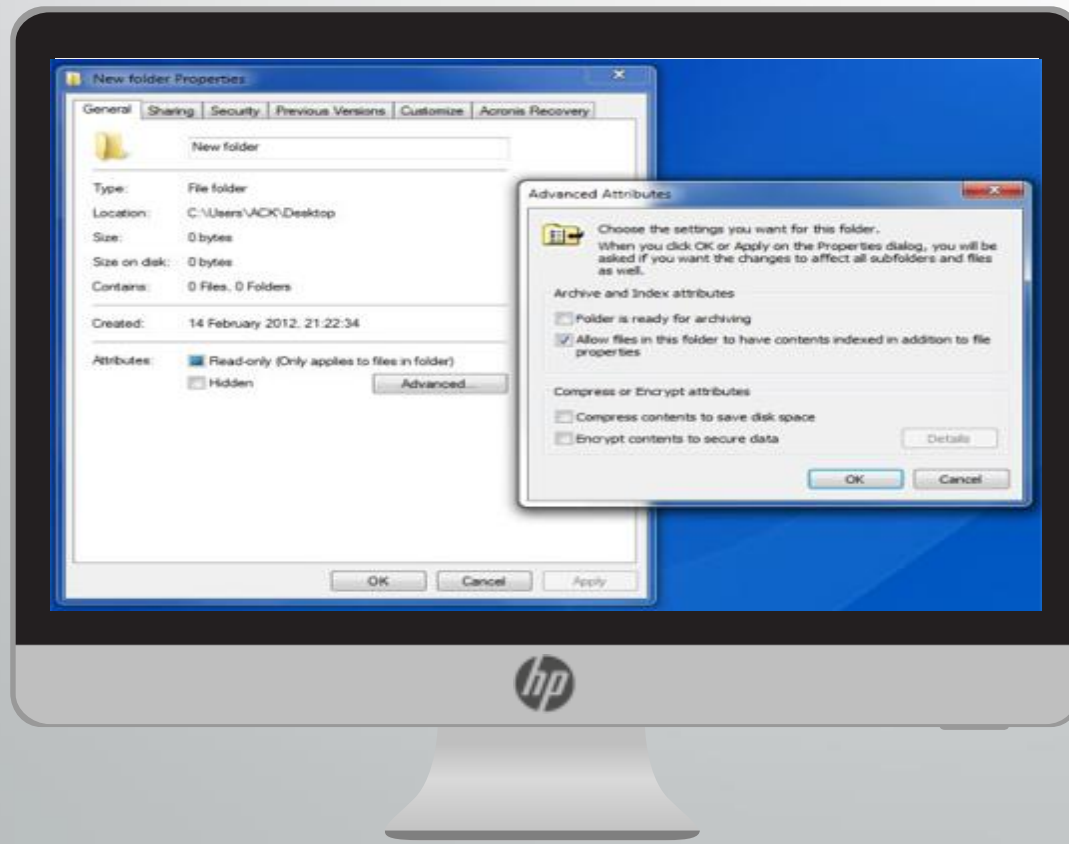 New folder Properties
General Sharing Security Previous Versions Customize Acronis Recovery
New folder
Type: File folder
Location: C:\Users\ACK\Desktop
Size: 0 bytes
Size on disk: 0 bytes
Contains: 0 Files, 0 Folders
Created: 14 February 2012, 21:22:34
Attributes: Read-only (Only applies to files in folder)
Hidden Advanced...
OK Cancel Apply
Advanced Attributes
Choose the settings you want for this folder.
When you click OK or Apply on the Properties dialog, you will be
asked if you want the changes to affect all subfolders and files
as well.
Archive and Index attributes
Folder is ready for archiving
Allow files in this folder to have contents indexed in addition to file
properties
Compress or Encrypt attributes
Compress contents to save disk space
Encrypt contents to secure data Details
OK Cancel
hp